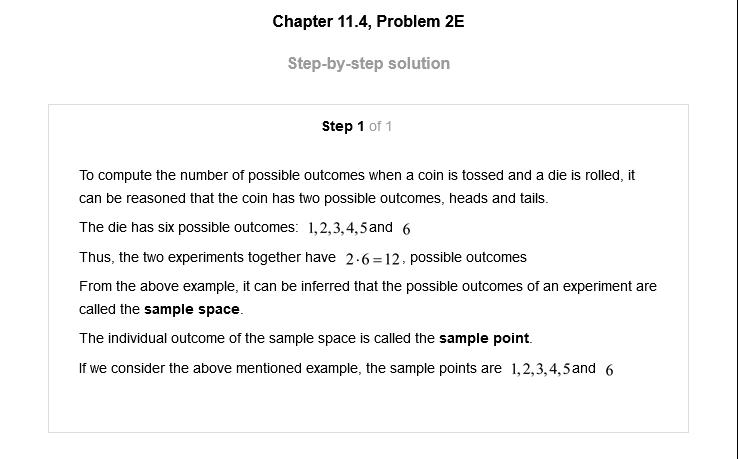 Chapter 11.4, Problem 2E
Step-by-step solution
Step 1 of 1
To compute the number of possible outcomes when a coin is tossed and a die is rolled, it
can be reasoned that the coin has two possible outcomes, heads and tails.
The die has six possible outcomes: 1,2,3,4,5 and 6
Thus, the two experiments together have 2·6=12, possible outcomes
From the above example, it can be inferred that the possible outcomes of an experiment are
called the sample space.
The individual outcome of the sample space is called the sample point.
If we consider the above mentioned example, the sample points are 1,2,3,4,5 and 6